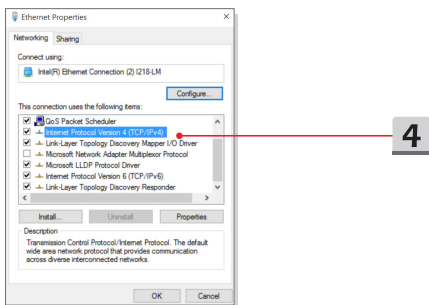 Ethernet Properties
Networking Sharing
Connect using:
Intel(R) Ethernet Connection (2) I218-LM
Configure...
This connection uses the following items:
QoS Packet Scheduler
Internet Protocol Version 4 (TCP/IPv4)
Link-Layer Topology Discovery Mapper I/O Driver
Microsoft Network Adapter Multiplexor Protocol
Microsoft LLDP Protocol Driver
Internet Protocol Version 6 (TCP/IPv6)
Link-Layer Topology Discovery Responder
4
Install... Uninstall Properties
Description
Transmission Control Protocol/Internet Protocol. The default
wide area network protocol that provides communication
across diverse interconnected networks.
OK Cancel